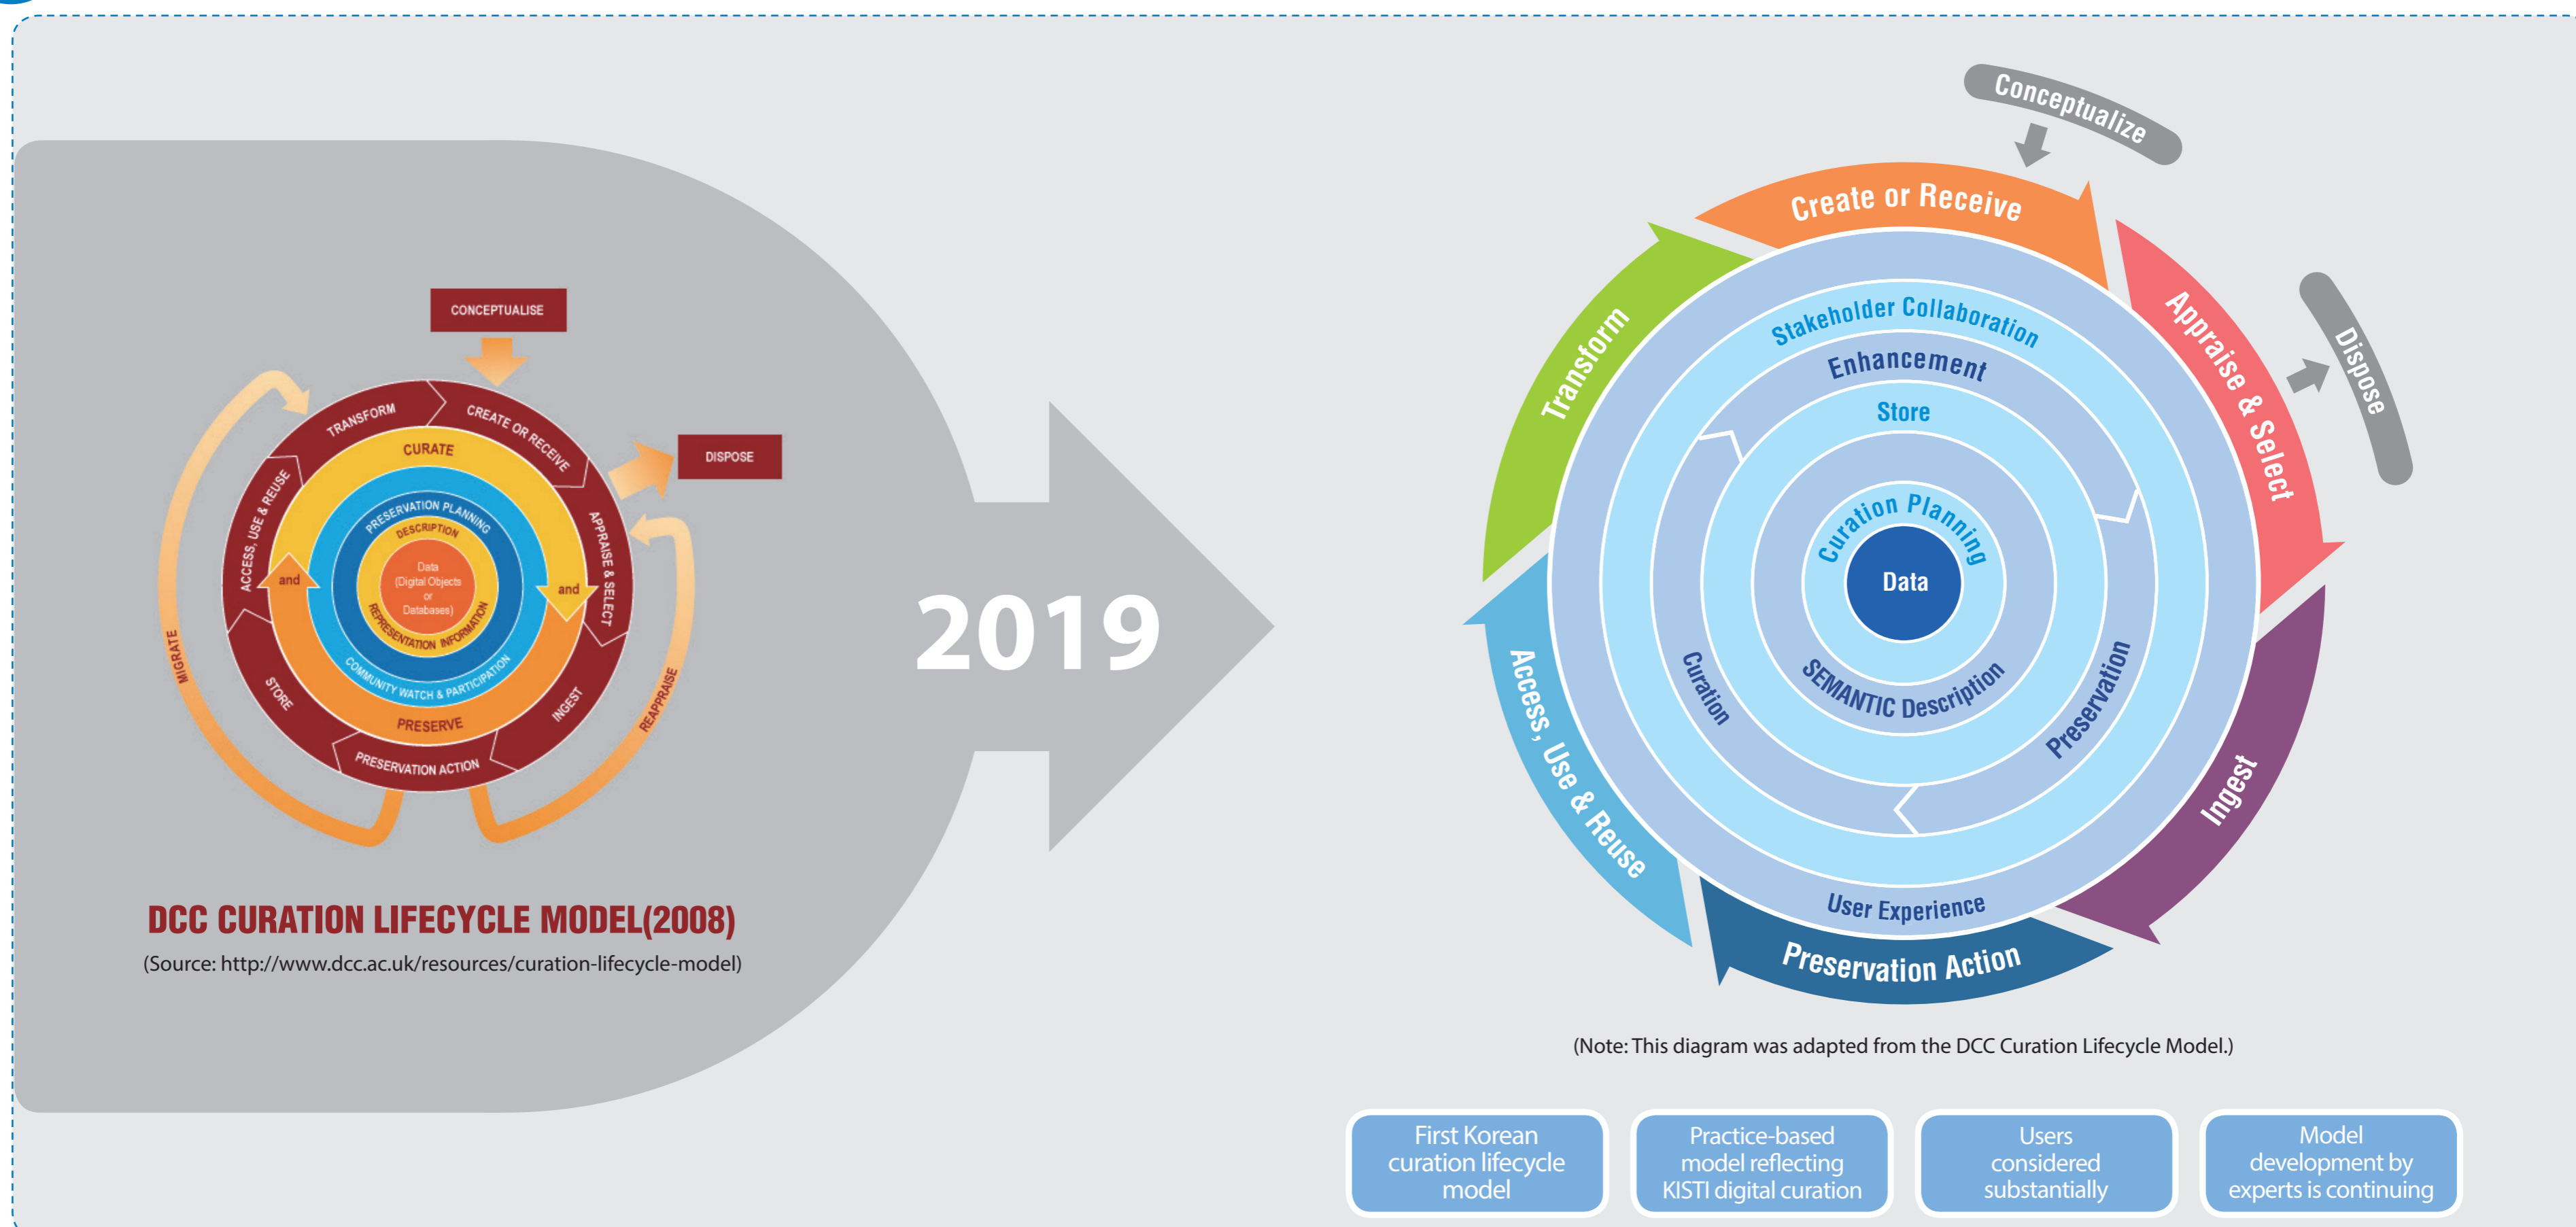 CONCEPTUALISE
DISPOSE
TRANSFORM
CREATE OR RECEIVE
APPRAISE & SELECT
INGEST
PRESERVATION ACTION
STORE
ACCESS, USE & REUSE
MIGRATE
REAPPRAISE
CURATE
and
and
PRESERVE
COMMUNITY WATCH & PARTICIPATION
PRESERVATION PLANNING
DESCRIPTION
REPRESENTATION INFORMATION
Data
(Digital Objects
or
Databases)
DCC CURATION LIFECYCLE MODEL(2008)
(Source: http://www.dcc.ac.uk/resources/curation-lifecycle-model)
2019
Conceptualize
Create or Receive
Appraise & Select
Dispose
Ingest
Preservation Action
Access, Use & Reuse
Transform
Stakeholder Collaboration
Enhancement
Store
Curation Planning
Data
SEMANTIC Description
Curation
Preservation
User Experience
(Note: This diagram was adapted from the DCC Curation Lifecycle Model.)
First Korean
curation lifecycle
model
Practice-based
model reflecting
KISTI digital curation
Users
considered
substantially
Model
development by
experts is continuing